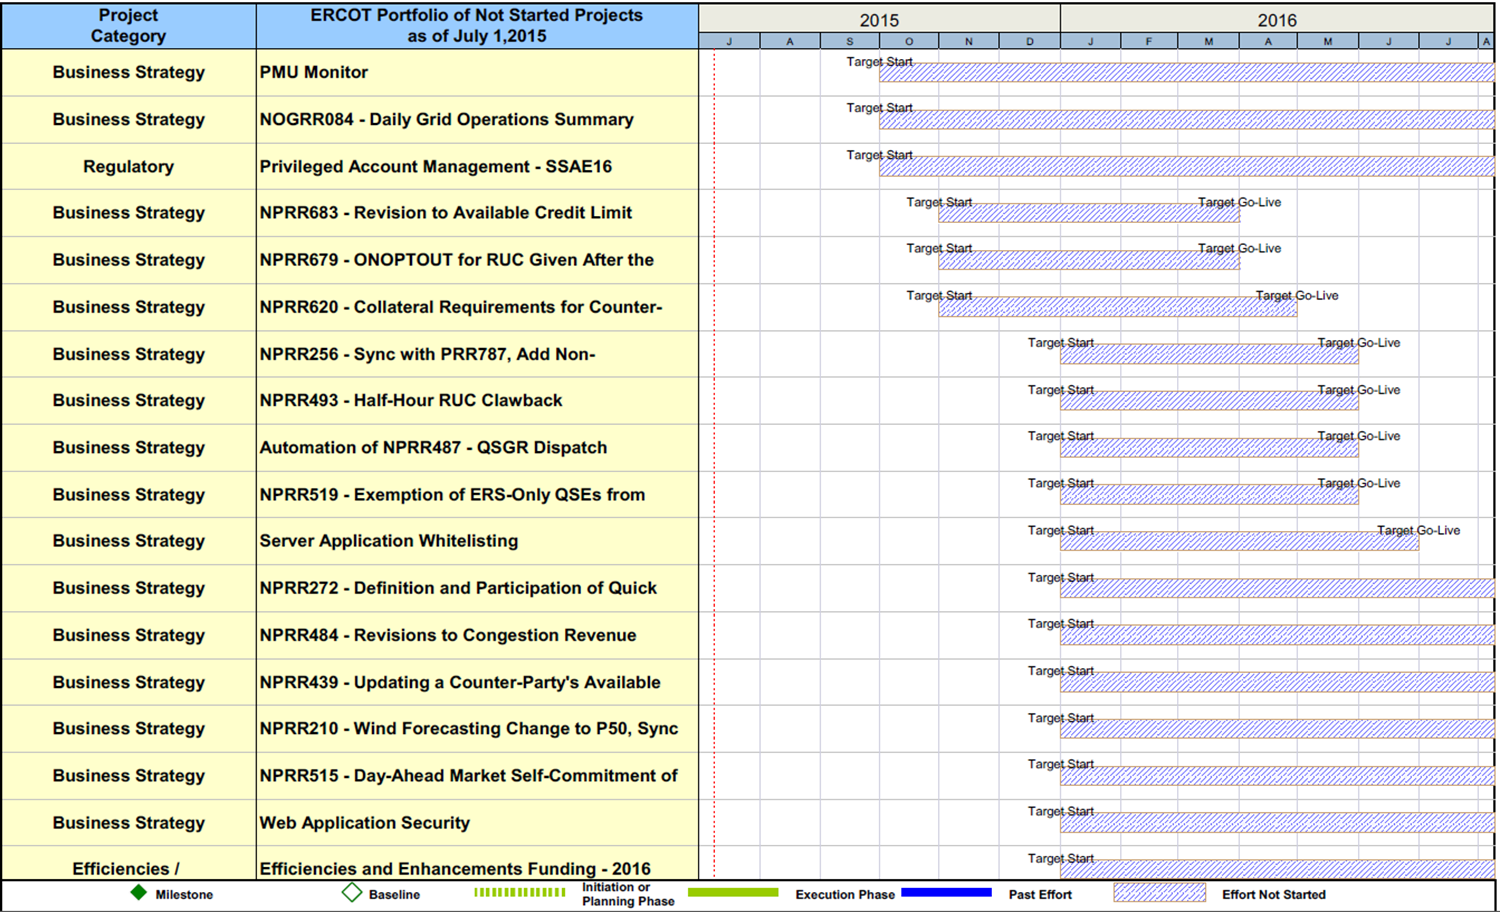 Project
Category
ERCOT Portfolio of Not Started Projects
as of July 1,2015
2015
2016
J A S O N D J F M A M J J A
Business Strategy PMU Monitor Target Start
Business Strategy NOGRR084 - Daily Grid Operations Summary Target Start
Regulatory Privileged Account Management - SSAE16 Target Start
Business Strategy NPRR683 - Revision to Available Credit Limit Target Start Target Go-Live
Business Strategy NPRR679 - ONOPTOUT for RUC Given After the Target Start Target Go-Live
Business Strategy NPRR620 - Collateral Requirements for Counter- Target Start Target Go-Live
Business Strategy NPRR256 - Sync with PRR787, Add Non- Target Start Target Go-Live
Business Strategy NPRR493 - Half-Hour RUC Clawback Target Start Target Go-Live
Business Strategy Automation of NPRR487 - QSGR Dispatch Target Start Target Go-Live
Business Strategy NPRR519 - Exemption of ERS-Only QSEs from Target Start Target Go-Live
Business Strategy Server Application Whitelisting Target Start Target Go-Live
Business Strategy NPRR272 - Definition and Participation of Quick Target Start
Business Strategy NPRR484 - Revisions to Congestion Revenue Target Start
Business Strategy NPRR439 - Updating a Counter-Party's Available Target Start
Business Strategy NPRR210 - Wind Forecasting Change to P50, Sync Target Start
Business Strategy NPRR515 - Day-Ahead Market Self-Commitment of Target Start
Business Strategy Web Application Security Target Start
Efficiencies / Efficiencies and Enhancements Funding - 2016 Target Start
Milestone
Baseline
Initiation or
Planning Phase
Execution Phase
Past Effort
Effort Not Started